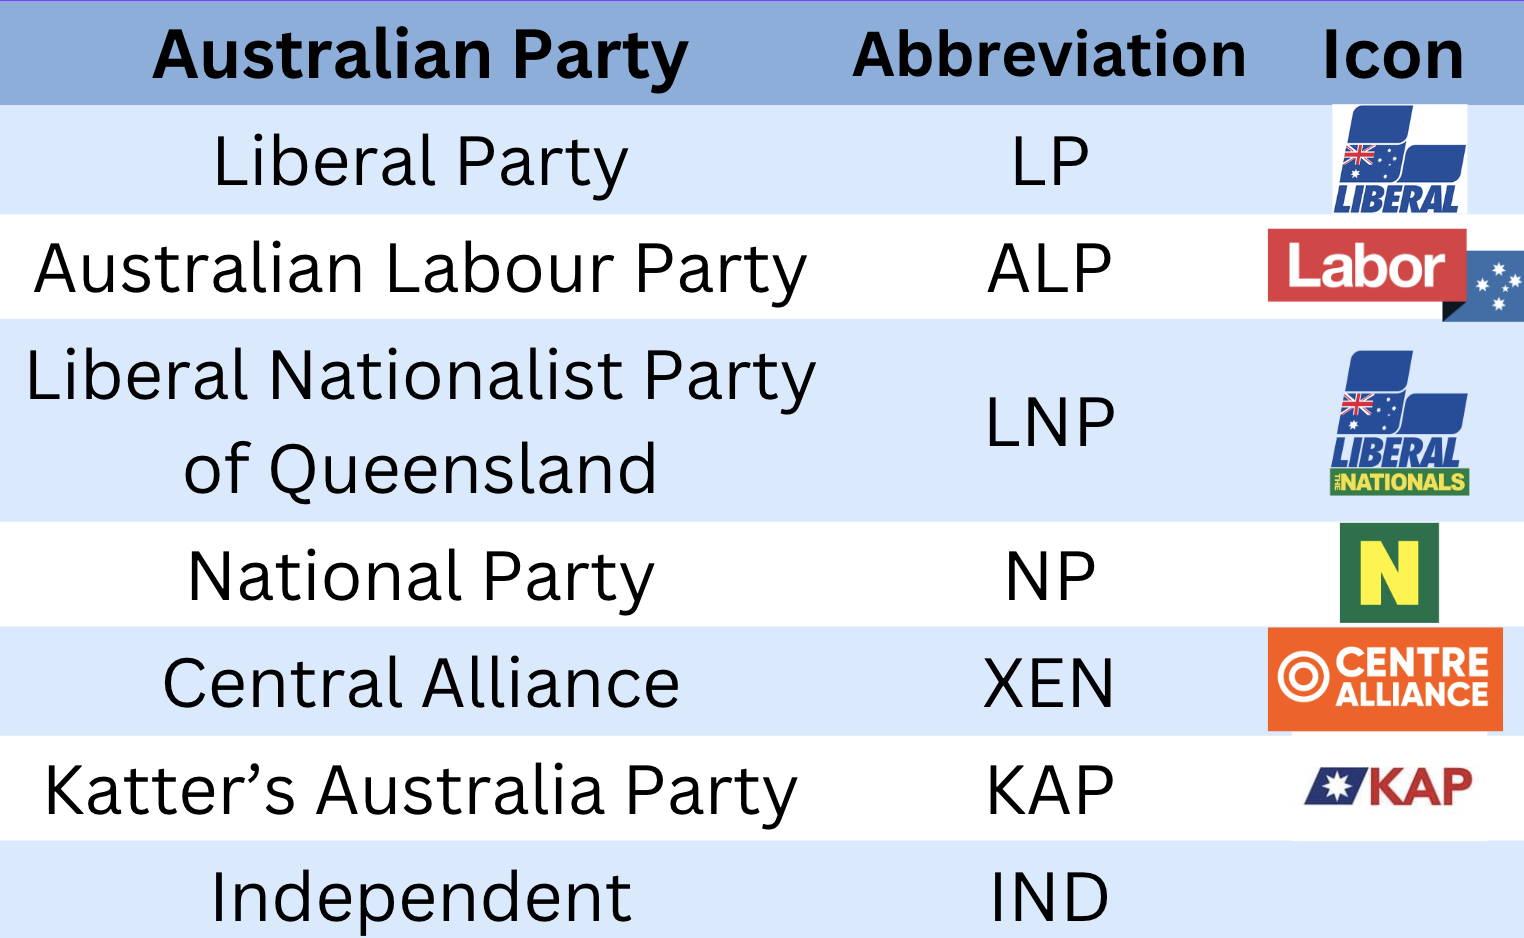 Australian Party Abbreviation Icon
Liberal Party LP
LIBERAL
Australian Labour Party ALP Labor
Liberal Nationalist Party
of Queensland
LNP
LIBERAL
THE NATIONALS
National Party NP N
Central Alliance XEN
CENTRE
ALLIANCE
Katter’s Australia Party KAP KAP
Independent IND